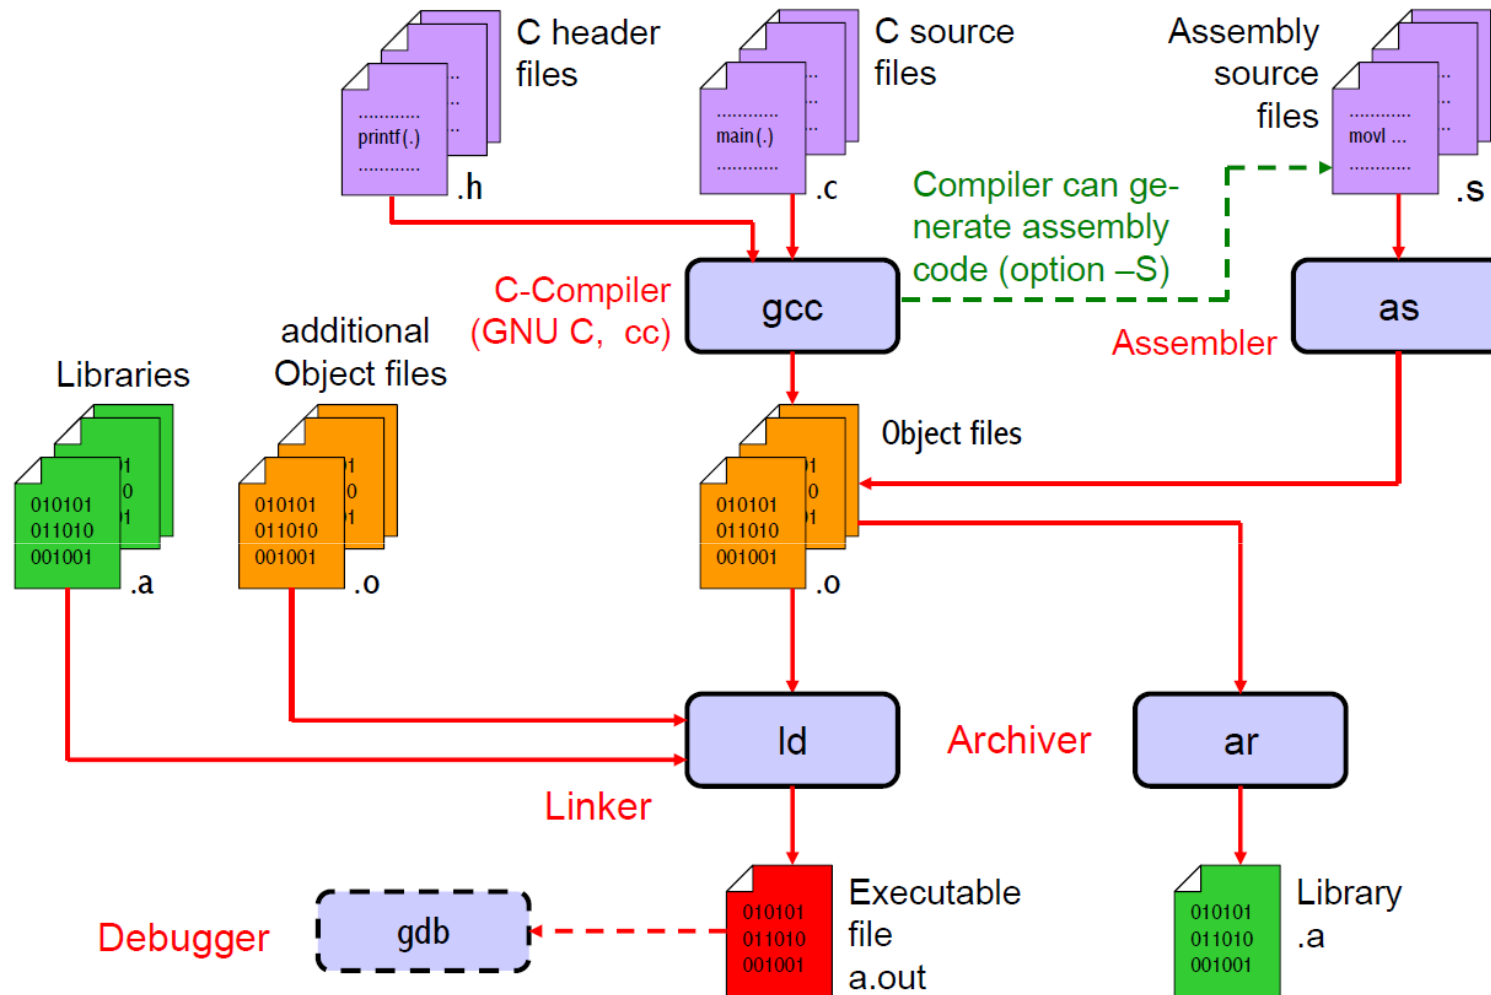 C header
files
............
printf(.)
............
.h
C source
files
............
main(.)
............
.c
Assembly
source
files
............
movl ...
............
.s
Compiler can ge-
nerate assembly
code (option –S)
C-Compiler
(GNU C, cc)
gcc
Assembler
as
Libraries
010101
011010
001001
.a
additional
Object files
010101
011010
001001
.o
Object files
010101
011010
001001
.o
Linker
ld
Archiver
ar
Debugger
gdb
010101
011010
001001
Executable
file
a.out
010101
011010
001001
Library
.a